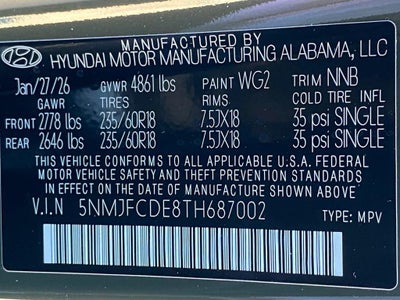 MANUFACTURED BY
HYUNDAI MOTOR MANUFACTURING ALABAMA, LLC
Jan/27/26 GVWR 4861 lbs PAINT WG2 TRIM NNB
GAWR TIRES RIMS COLD TIRE INFL
FRONT 2778 lbs 235/60R18 7.5JX18 35 psi SINGLE
REAR 2646 lbs 235/60R18 7.5JX18 35 psi SINGLE
THIS VEHICLE CONFORMS TO ALL APPLICABLE U.S.A. FEDERAL
MOTOR VEHICLE SAFETY AND THEFT PREVENTION STANDARDS
IN EFFECT ON THE DATE OF MANUFACTURE SHOWN ABOVE.
V.I.N 5NMJFCDE8TH687002 TYPE: MPV